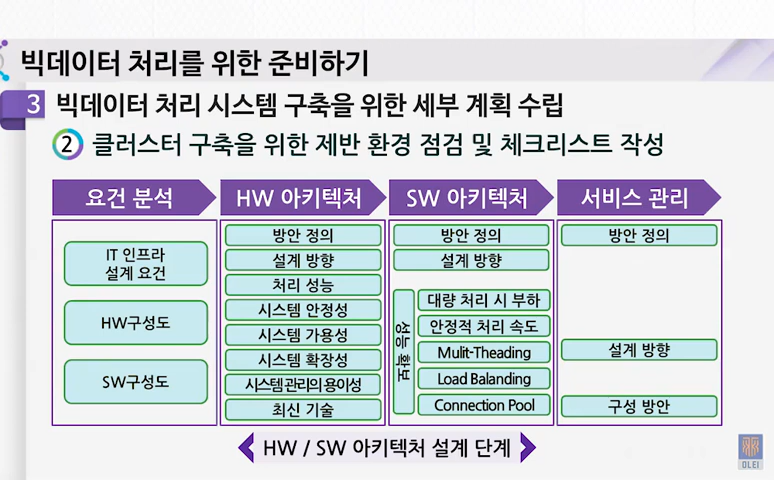 빅데이터 처리를 위한 준비하기
3 빅데이터 처리 시스템 구축을 위한 세부 계획 수립
2 클러스터 구축을 위한 제반 환경 점검 및 체크리스트 작성
요건 분석
IT 인프라
설계 요건
HW구성도
SW구성도
HW 아키텍처
방안 정의
설계 방향
처리 성능
시스템 안정성
시스템 가용성
시스템 확장성
시스템 관리의 용이성
최신 기술
SW 아키텍처
방안 정의
설계 방향
성능 확보
대량 처리 시 부하
안정적 처리 속도
Mulit-Theading
Load Balanding
Connection Pool
서비스 관리
방안 정의
설계 방향
구성 방안
HW / SW 아키텍처 설계 단계
DLEI